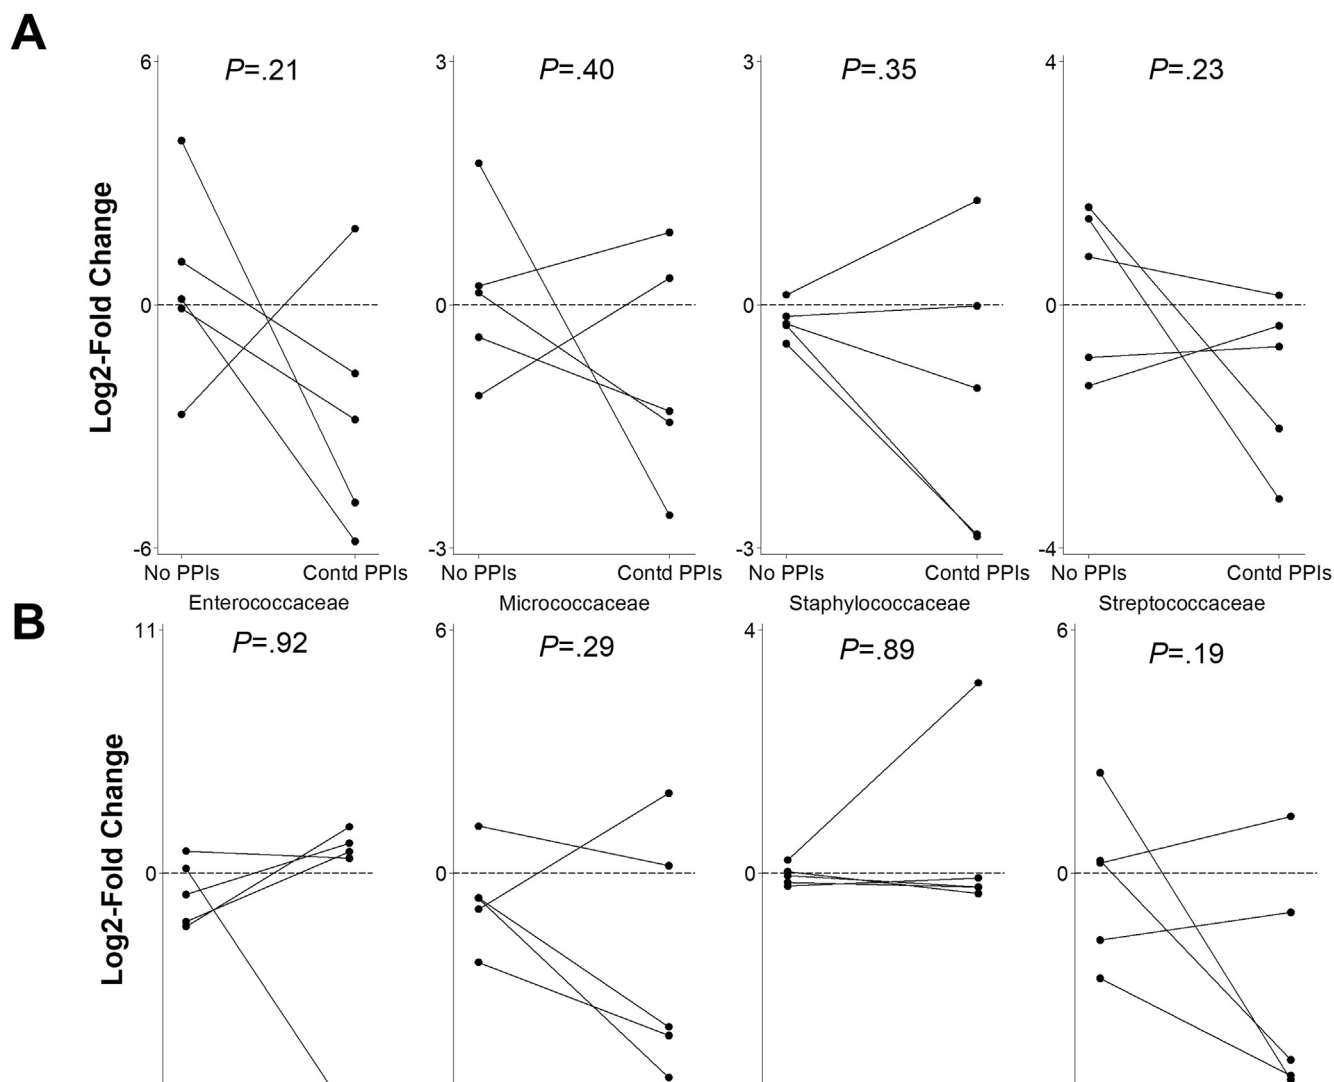 A
P=.21
P=.40
P=.35
P=.23
6
3
3
4
Log2-Fold Change
0
0
0
0
-6
-3
-3
-4
No PPIs Contd PPIs
No PPIs Contd PPIs
No PPIs Contd PPIs
No PPIs Contd PPIs
Enterococcaceae
Micrococcaceae
Staphylococcaceae
Streptococcaceae
B
P=.92
P=.29
P=.89
P=.19
11
6
4
6
Log2-Fold Change
0
0
0
0